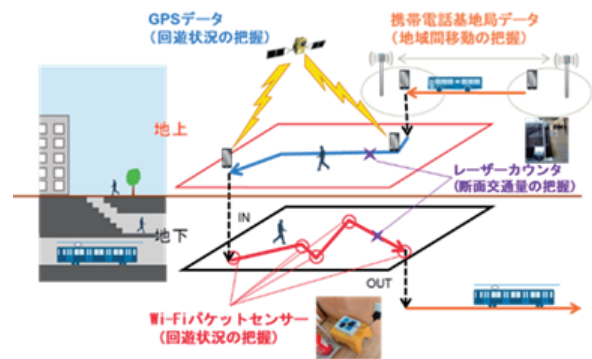 GPSデータ
(回遊状況の把握)
携帯電話基地局データ
(地域間移動の把握)
地上
レーザーカウンタ
(断面交通量の把握)
IN
地下
OUT
Wi-Fiパケットセンサー
(回遊状況の把握)